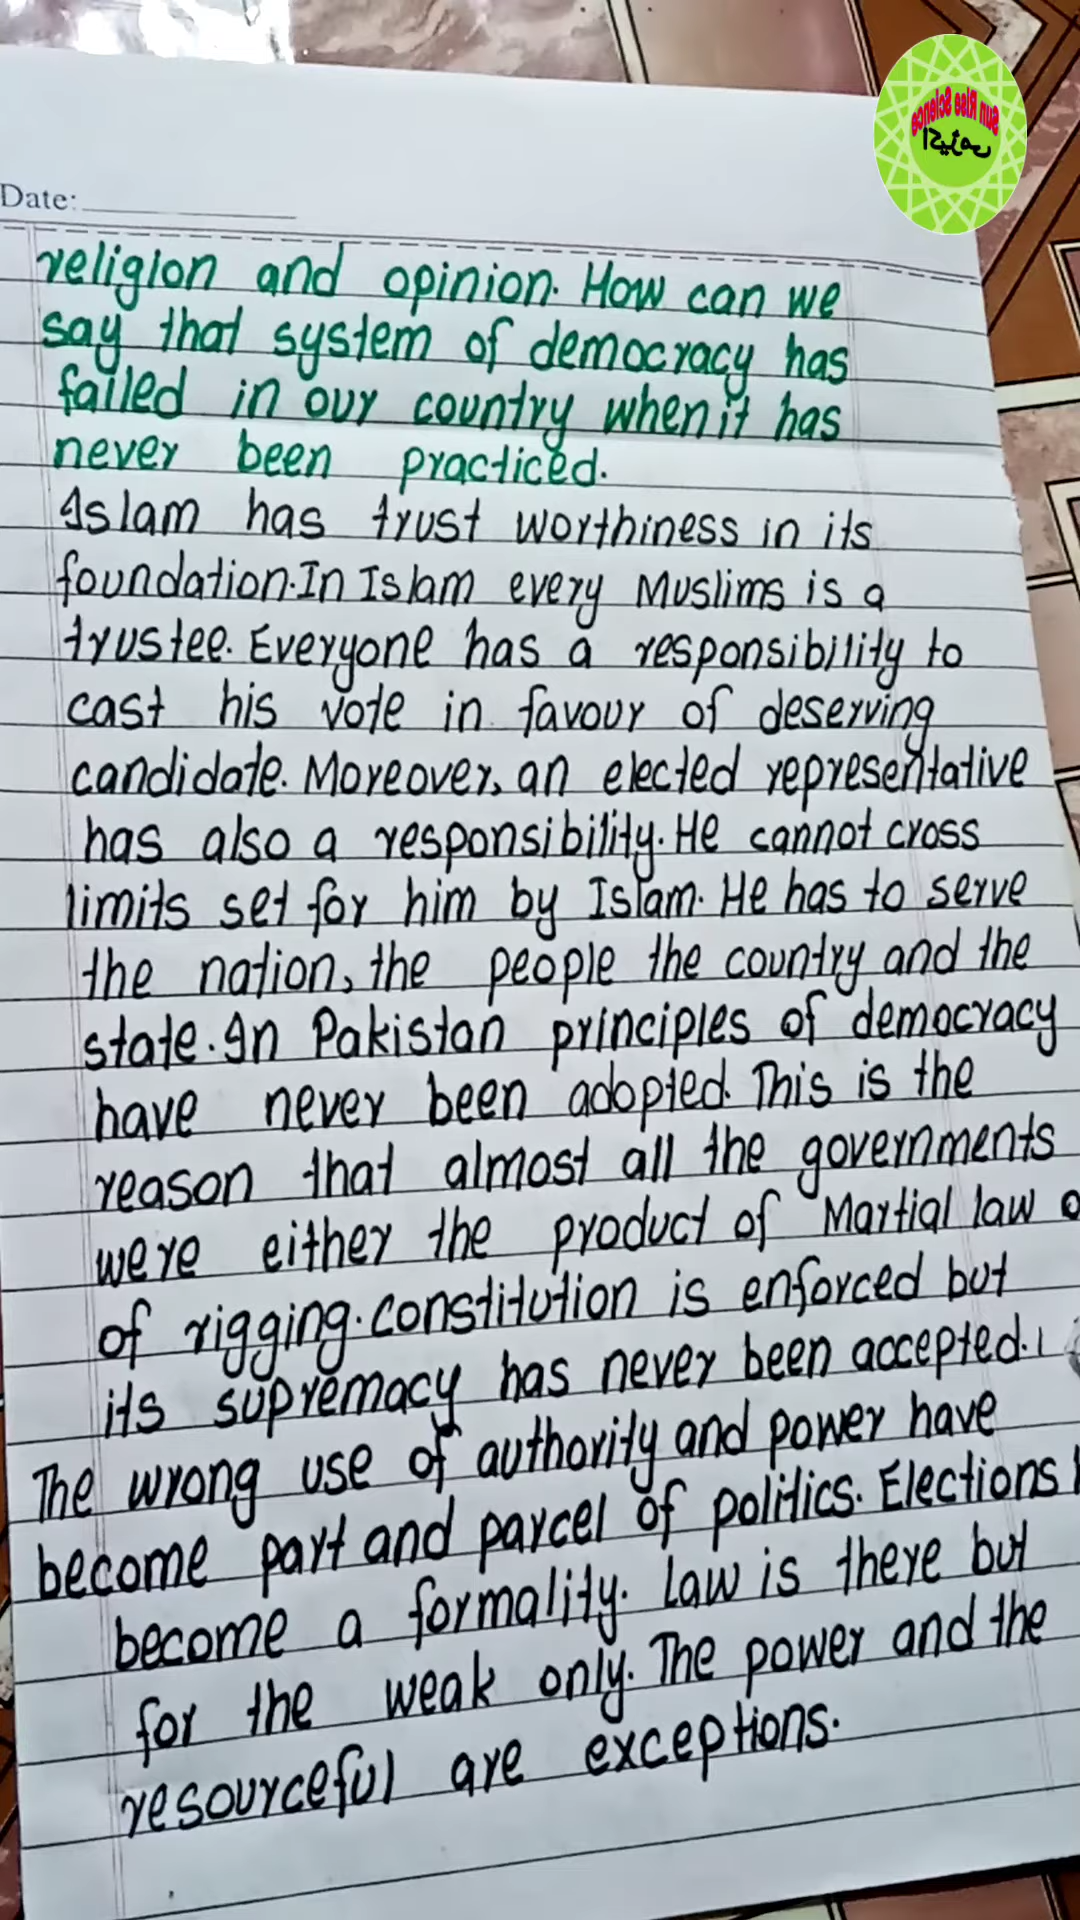 Sun Rise Science
اکیڈمی
Date:
religion and opinion. How can we
say that system of democracy has
failed in our country when it has
never been practiced.
Islam has trust worthiness in its
foundation. In Islam every Muslims is a
trustee. Everyone has a responsibility to
cast his vote in favour of deserving
candidate. Moreover, an elected representative
has also a responsibility. He cannot cross
limits set for him by Islam. He has to serve
the nation, the people the country and the
state. In Pakistan principles of democracy
have never been adopted. This is the
reason that almost all the governments
were either the product of Martial law
of rigging. constitution is enforced but
its supremacy has never been accepted.
The wrong use of authority and power have
become part and parcel of politics. Elections
become a formality. Law is there but
for the weak only. The power and the
resourceful are exceptions.